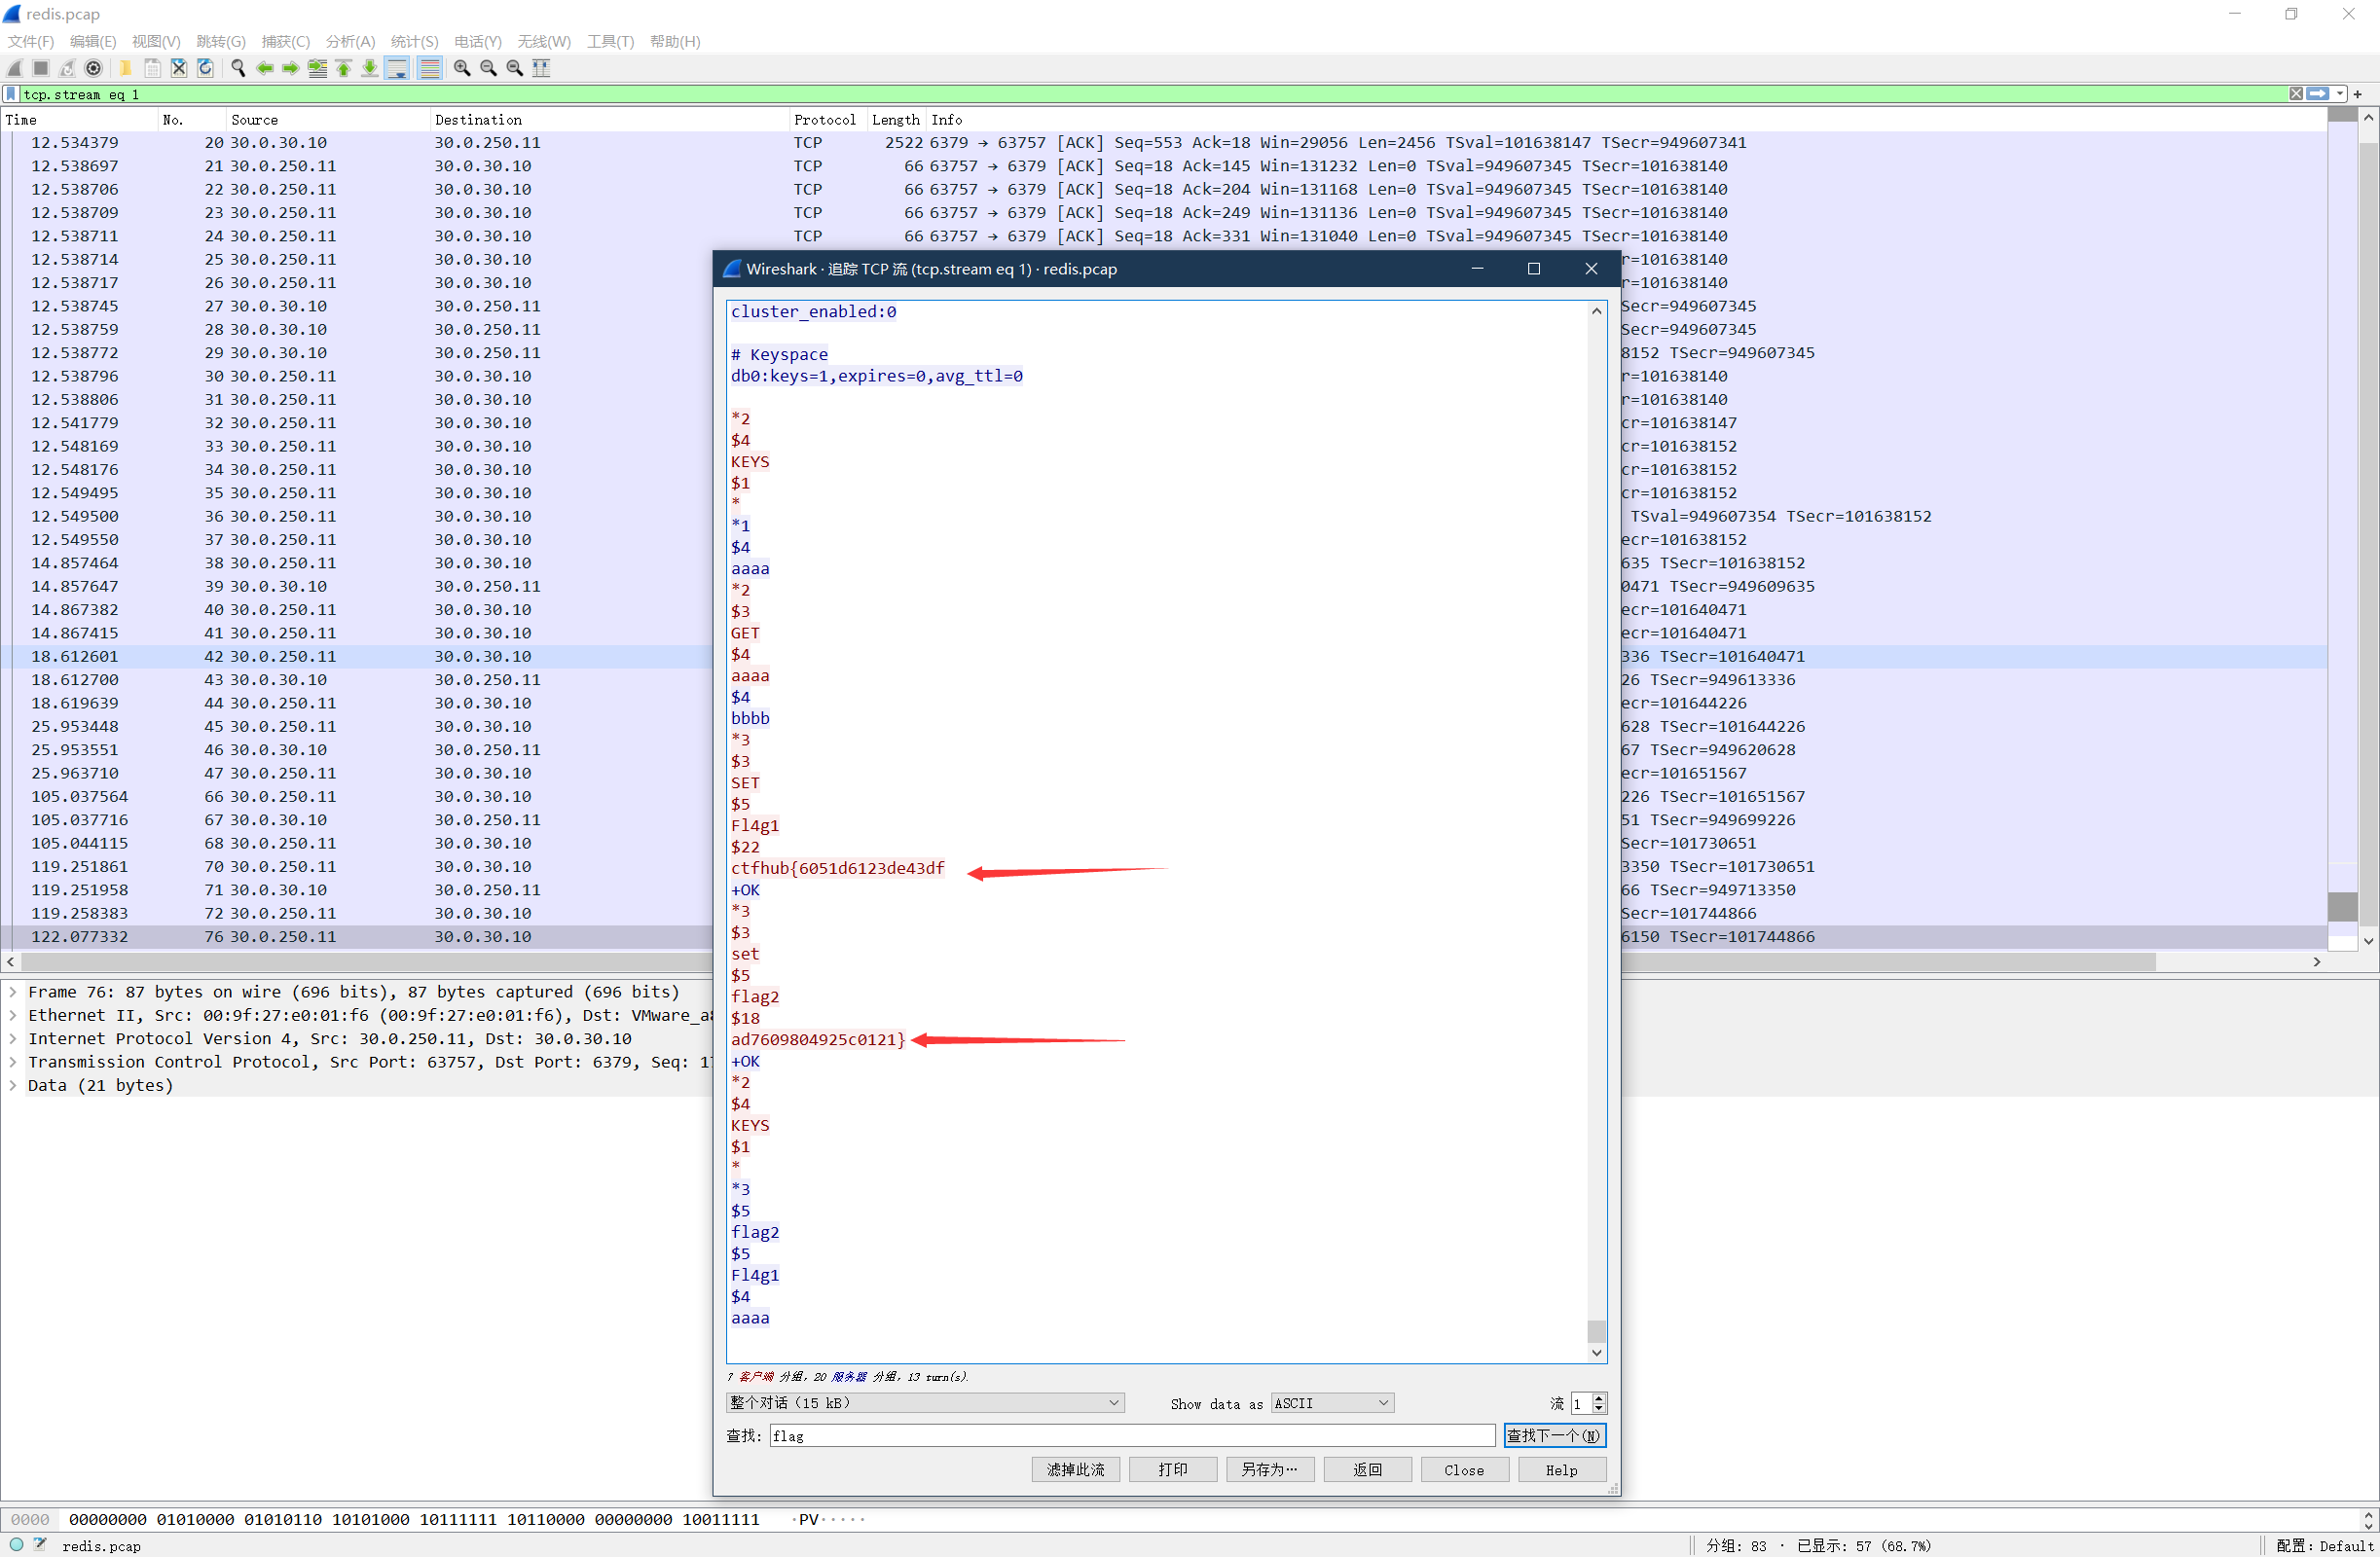 redis.pcap
文件(F) 编辑(E) 视图(V) 跳转(G) 捕获(C) 分析(A) 统计(S) 电话(Y) 无线(W) 工具(T) 帮助(H)
tcp.stream eq 1
Time No. Source Destination Protocol Length Info
12.534379 20 30.0.30.10 30.0.250.11 TCP 2522 6379 → 63757 [ACK] Seq=553 Ack=18 Win=29056 Len=2456 TSval=101638147 TSecr=949607341
12.538697 21 30.0.250.11 30.0.30.10 TCP 66 63757 → 6379 [ACK] Seq=18 Ack=145 Win=131232 Len=0 TSval=949607345 TSecr=101638140
12.538706 22 30.0.250.11 30.0.30.10 TCP 66 63757 → 6379 [ACK] Seq=18 Ack=204 Win=131168 Len=0 TSval=949607345 TSecr=101638140
12.538709 23 30.0.250.11 30.0.30.10 TCP 66 63757 → 6379 [ACK] Seq=18 Ack=249 Win=131136 Len=0 TSval=949607345 TSecr=101638140
12.538711 24 30.0.250.11 30.0.30.10 TCP 66 63757 → 6379 [ACK] Seq=18 Ack=331 Win=131040 Len=0 TSval=949607345 TSecr=101638140
12.538714 25 30.0.250.11 30.0.30.10 r=101638140
12.538717 26 30.0.250.11 30.0.30.10 r=101638140
12.538745 27 30.0.30.10 30.0.250.11 Secr=949607345
12.538759 28 30.0.30.10 30.0.250.11 Secr=949607345
12.538772 29 30.0.30.10 30.0.250.11 8152 TSecr=949607345
12.538796 30 30.0.250.11 30.0.30.10 r=101638140
12.538806 31 30.0.250.11 30.0.30.10 r=101638140
12.541779 32 30.0.250.11 30.0.30.10 cr=101638147
12.548169 33 30.0.250.11 30.0.30.10 cr=101638152
12.548176 34 30.0.250.11 30.0.30.10 cr=101638152
12.549495 35 30.0.250.11 30.0.30.10 cr=101638152
12.549500 36 30.0.250.11 30.0.30.10 TSval=949607354 TSecr=101638152
12.549550 37 30.0.250.11 30.0.30.10 ecr=101638152
14.857464 38 30.0.250.11 30.0.30.10 635 TSecr=101638152
14.857647 39 30.0.30.10 30.0.250.11 0471 TSecr=949609635
14.867382 40 30.0.250.11 30.0.30.10 ecr=101640471
14.867415 41 30.0.250.11 30.0.30.10 ecr=101640471
18.612601 42 30.0.250.11 30.0.30.10 336 TSecr=101640471
18.612700 43 30.0.30.10 30.0.250.11 26 TSecr=949613336
18.619639 44 30.0.250.11 30.0.30.10 ecr=101644226
25.953448 45 30.0.250.11 30.0.30.10 628 TSecr=101644226
25.953551 46 30.0.30.10 30.0.250.11 67 TSecr=949620628
25.963710 47 30.0.250.11 30.0.30.10 ecr=101651567
105.037564 66 30.0.250.11 30.0.30.10 226 TSecr=101651567
105.037716 67 30.0.30.10 30.0.250.11 51 TSecr=949699226
105.044115 68 30.0.250.11 30.0.30.10 Secr=101730651
119.251861 70 30.0.250.11 30.0.30.10 3350 TSecr=101730651
119.251958 71 30.0.30.10 30.0.250.11 66 TSecr=949713350
119.258383 72 30.0.250.11 30.0.30.10 Secr=101744866
122.077332 76 30.0.250.11 30.0.30.10 6150 TSecr=101744866
Frame 76: 87 bytes on wire (696 bits), 87 bytes captured (696 bits)
Ethernet II, Src: 00:9f:27:e0:01:f6 (00:9f:27:e0:01:f6), Dst: VMware_a
Internet Protocol Version 4, Src: 30.0.250.11, Dst: 30.0.30.10
Transmission Control Protocol, Src Port: 63757, Dst Port: 6379, Seq: 17
Data (21 bytes)
Wireshark · 追踪 TCP 流 (tcp.stream eq 1) · redis.pcap
cluster_enabled:0
# Keyspace
db0:keys=1,expires=0,avg_ttl=0
*2
$4
KEYS
$1
*
*1
$4
aaaa
*2
$3
GET
$4
aaaa
$4
bbbb
*3
$3
SET
$5
Fl4g1
$22
ctfhub{6051d6123de43df
+OK
*3
$3
set
$5
flag2
$18
ad7609804925c0121}
+OK
*2
$4
KEYS
$1
*
*3
$5
flag2
$5
Fl4g1
$4
aaaa
7 客户端 分组, 20 服务器 分组, 13 turn(s).
整个对话 (15 kB) Show data as ASCII 流 1
查找: flag 查找下一个(N)
滤掉此流 打印 另存为… 返回 Close Help
0000 00000000 01010000 01010110 10101000 10111111 10110000 00000000 10011111 ·PV·····
redis.pcap 分组: 83 · 已显示: 57 (68.7%) 配置: Default